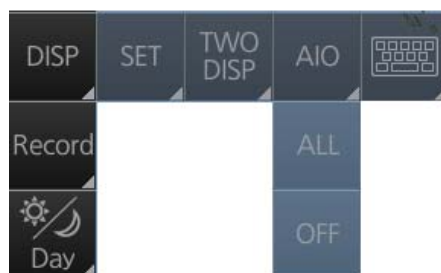 DISP
SET
TWO
DISP
AIO
Record
ALL
Day
OFF